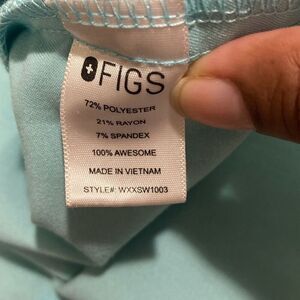 FIGS
72% POLYESTER
21% RAYON
7% SPANDEX
100% AWESOME
MADE IN VIETNAM
STYLE#: WXXSW1003